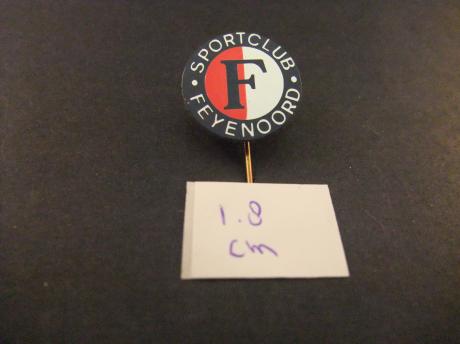 • SPORTCLUB •
F
FEYENOORD
1.8
cm